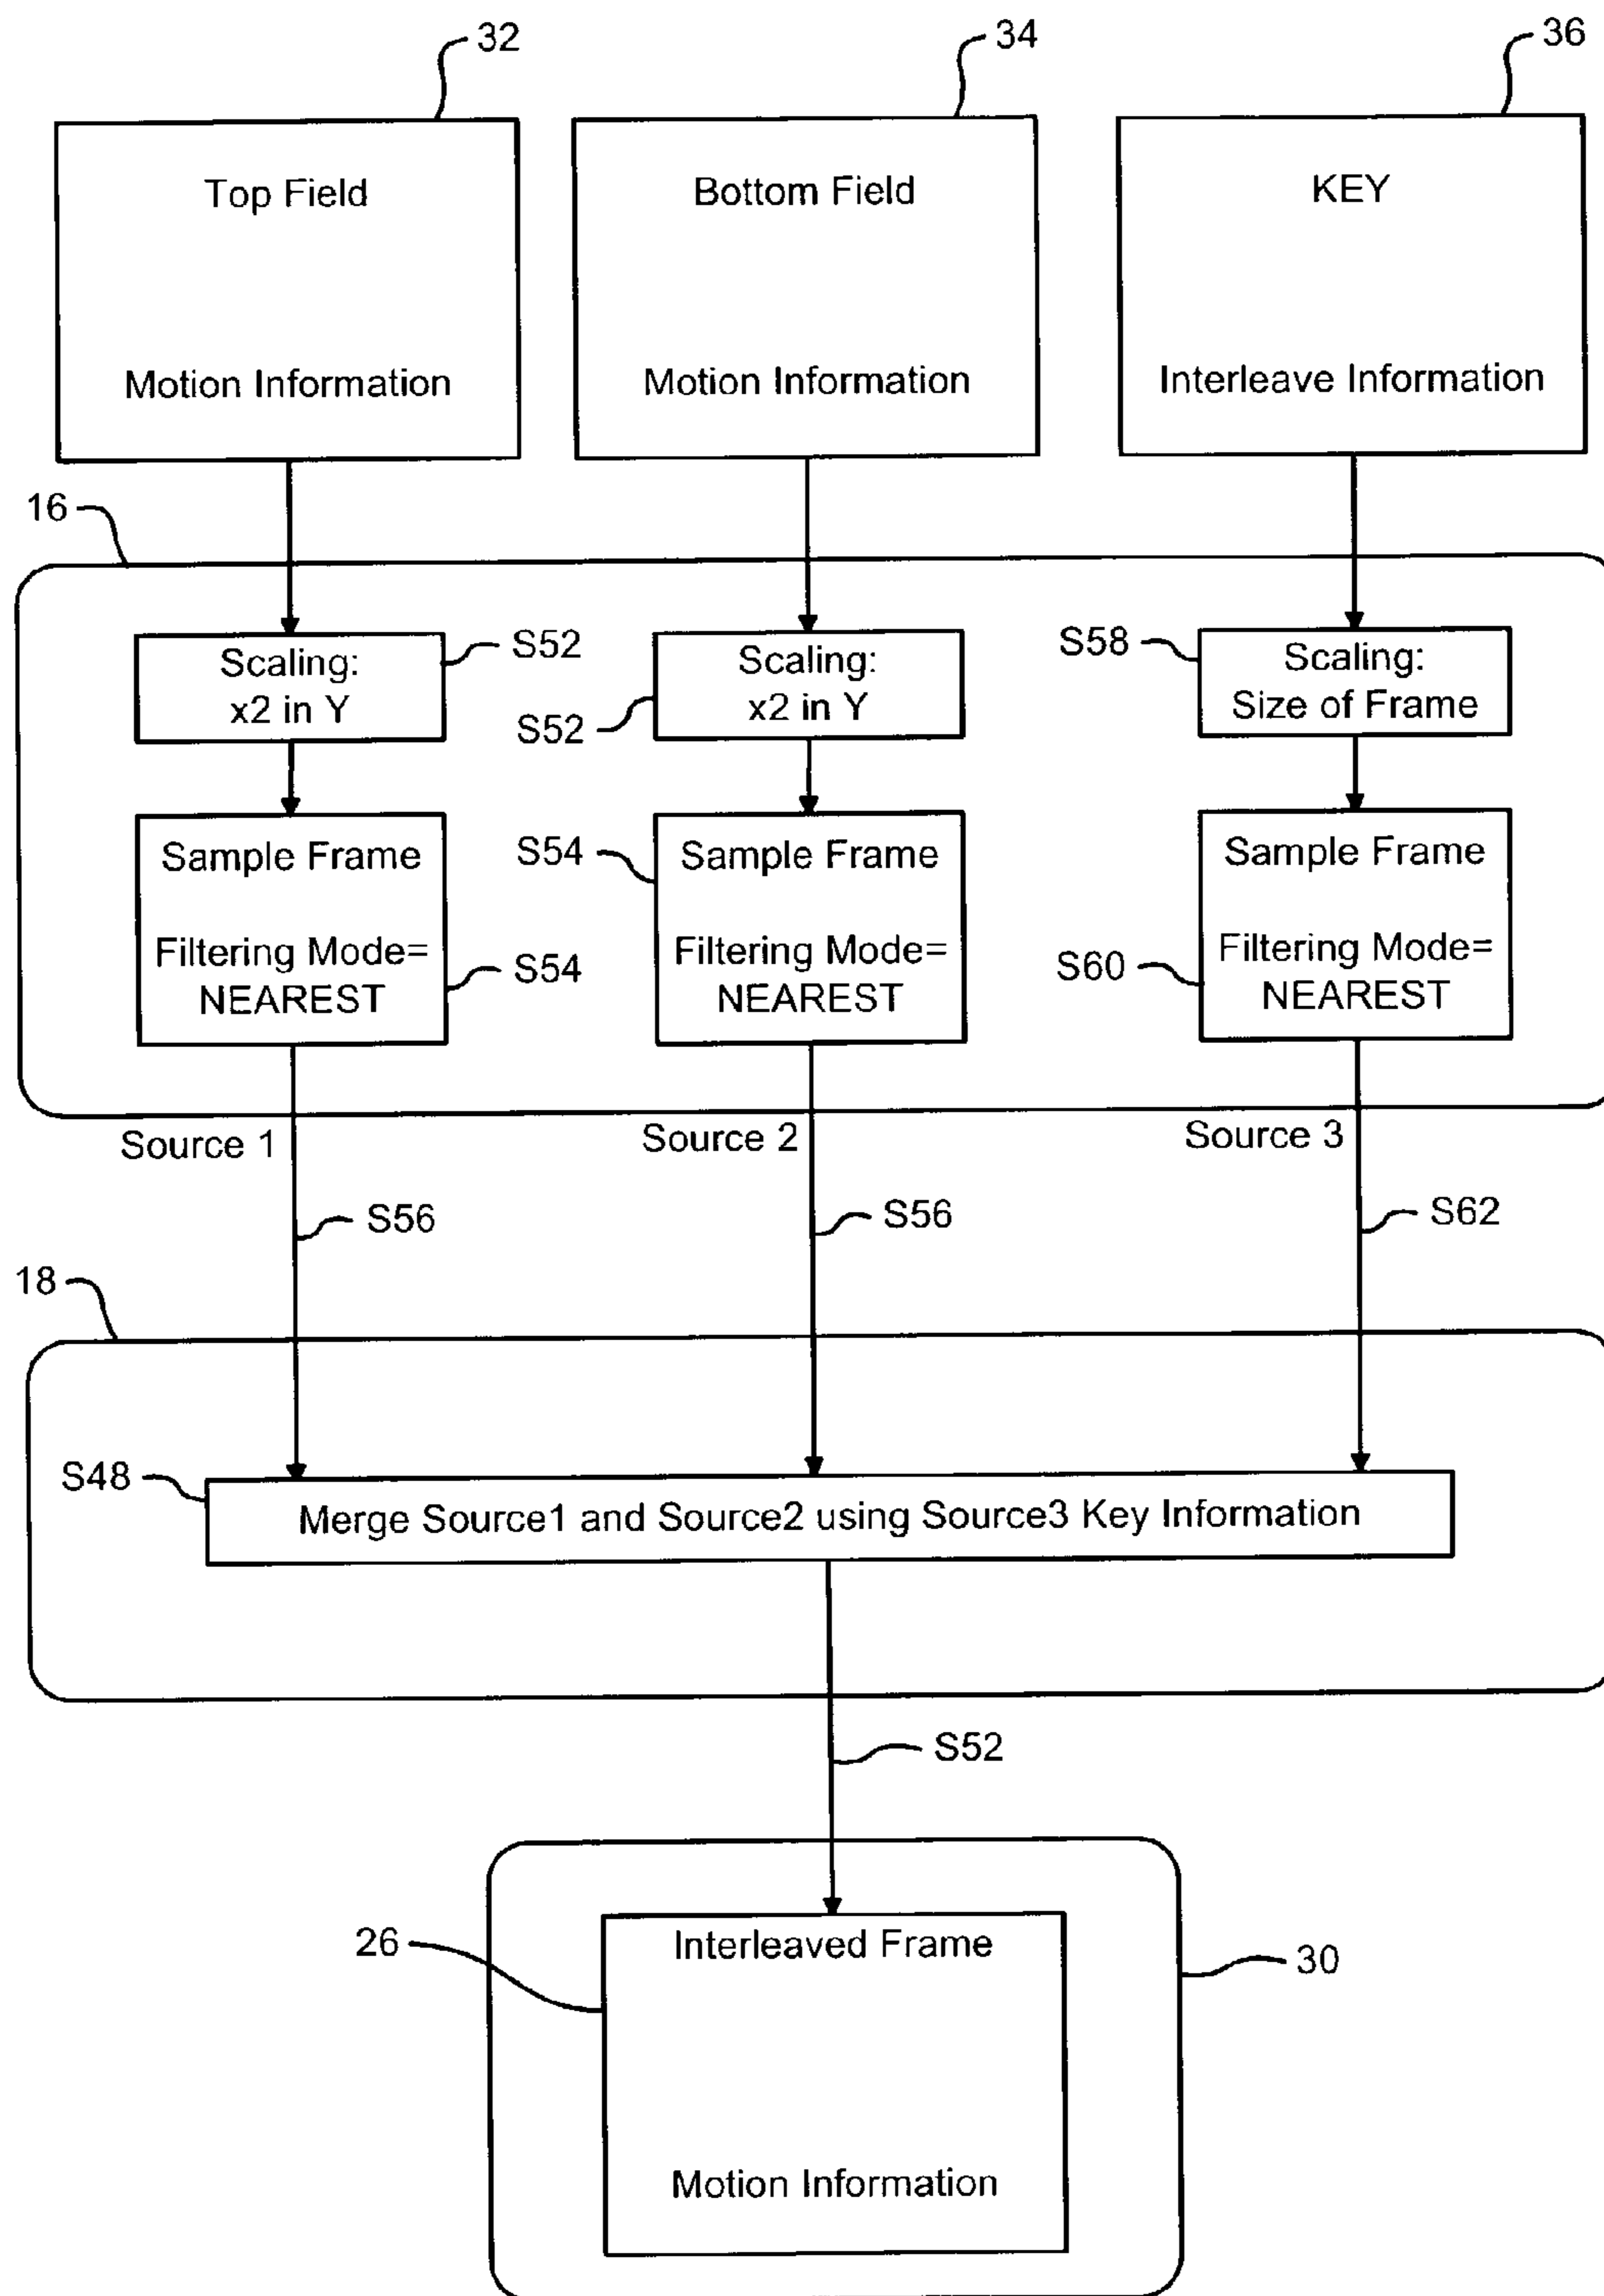 32
34
36
Top Field
Bottom Field
KEY
Motion Information
Motion Information
Interleave Information
16
Scaling:
x2 in Y
S52
Scaling:
x2 in Y
S52
S58
Scaling:
Size of Frame
Sample Frame
Filtering Mode=
NEAREST
S54
S54
Sample Frame
Filtering Mode=
NEAREST
S60
Sample Frame
Filtering Mode=
NEAREST
Source 1
Source 2
Source 3
S56
S56
S62
18
S48
Merge Source1 and Source2 using Source3 Key Information
S52
26
Interleaved Frame
30
Motion Information